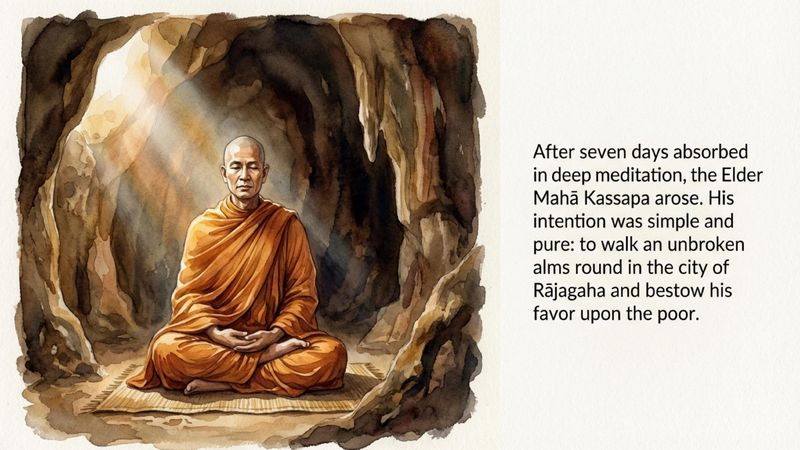 After seven days absorbed
in deep meditation, the Elder
Mahā Kassapa arose. His
intention was simple and
pure: to walk an unbroken
alms round in the city of
Rājagaha and bestow his
favor upon the poor.